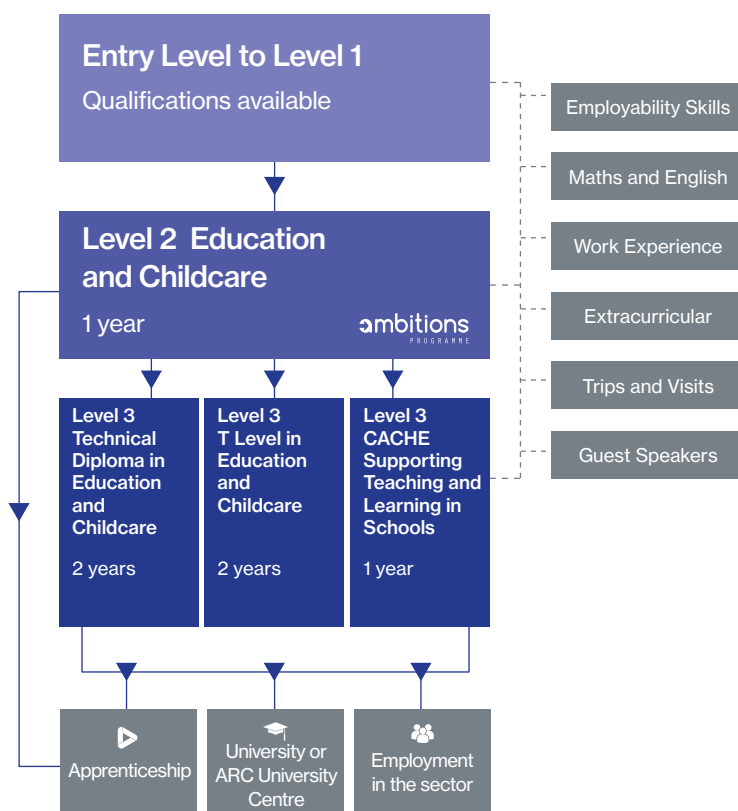 Entry Level to Level 1
Qualifications available
Level 2 Education
and Childcare
1 year
ambitions
PROGRAMME
Level 3
Technical
Diploma in
Education
and
Childcare
2 years
Level 3
T Level in
Education
and
Childcare
2 years
Level 3
CACHE
Supporting
Teaching and
Learning in
Schools
1 year
Apprenticeship
University or
ARC University
Centre
Employment
in the sector
Employability Skills
Maths and English
Work Experience
Extracurricular
Trips and Visits
Guest Speakers